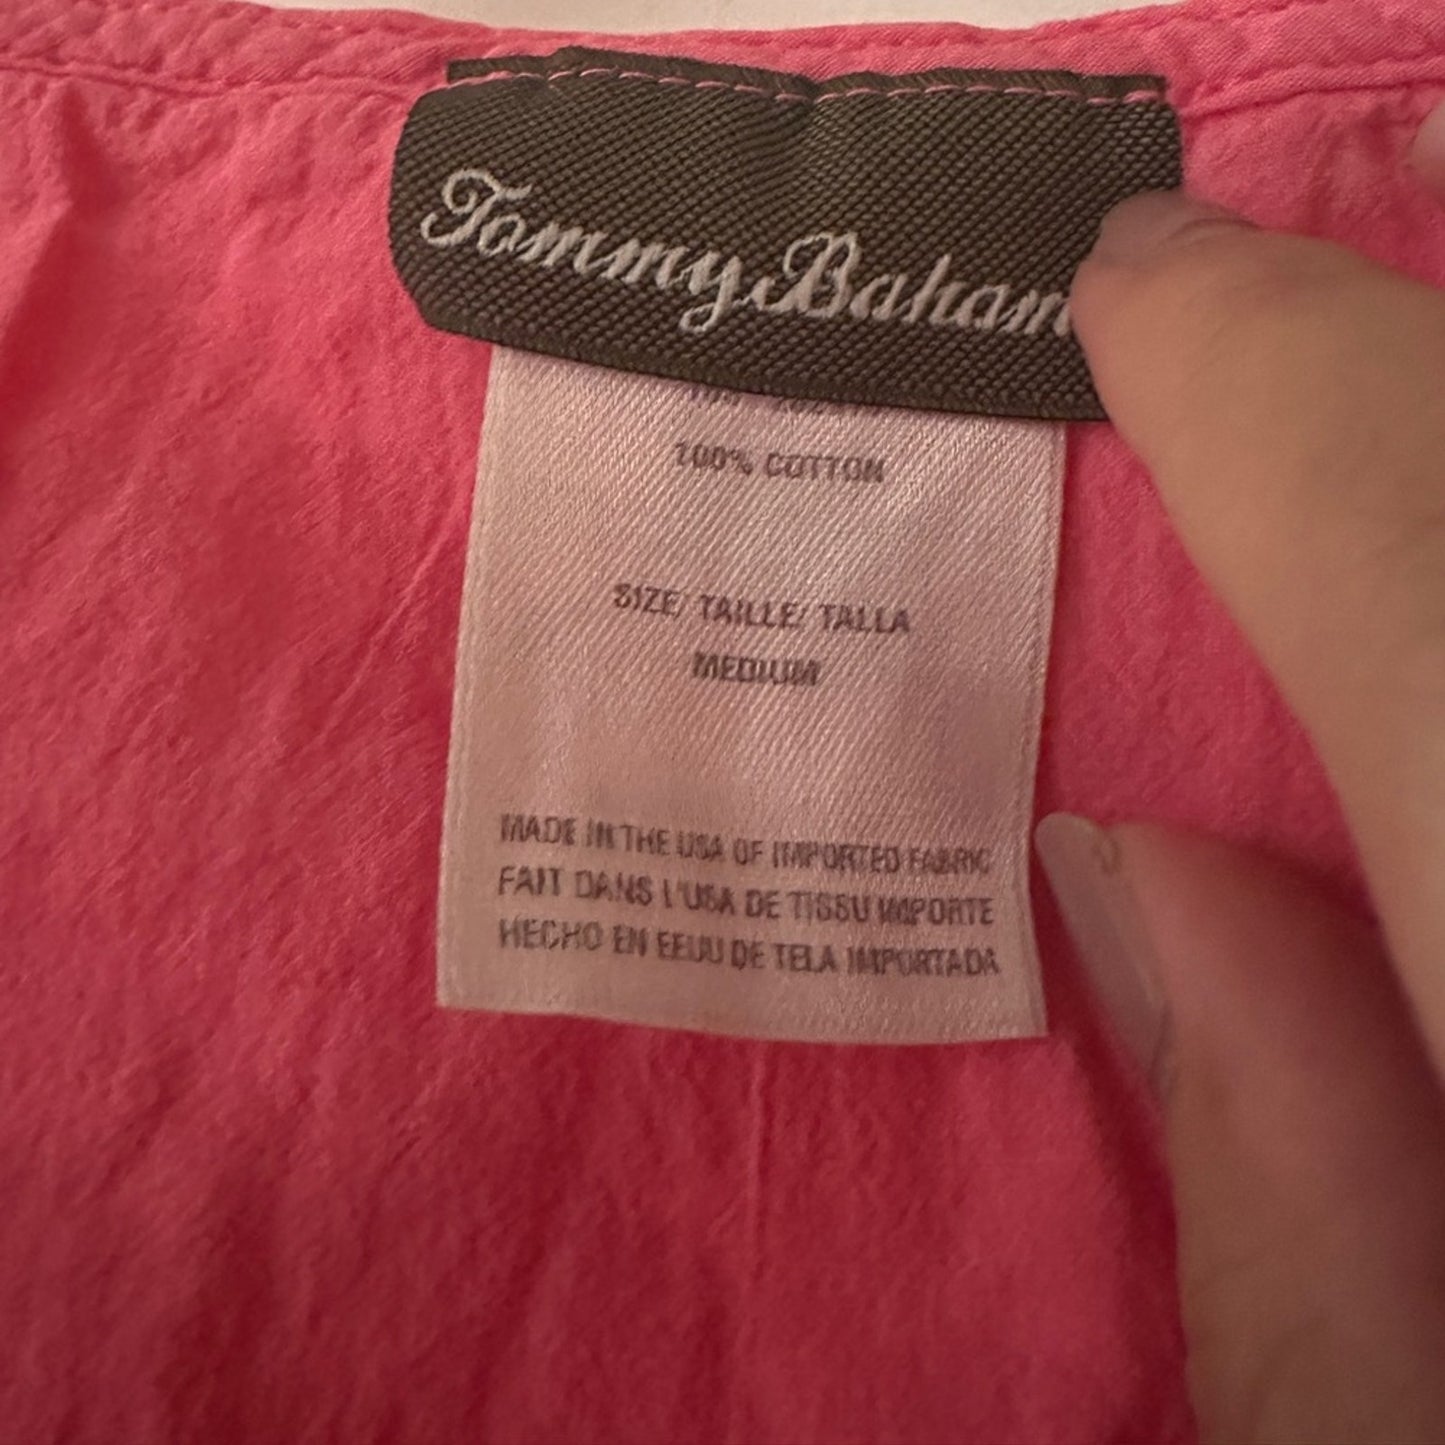 Tommy Baham
100% COTTON
SIZE/ TAILLE/ TALLA
MEDIUM
MADE IN THE USA OF IMPORTED FABRIC
FAIT DANS L'USA DE TISSU IMPORTE
HECHO EN EEUU DE TELA IMPORTADA